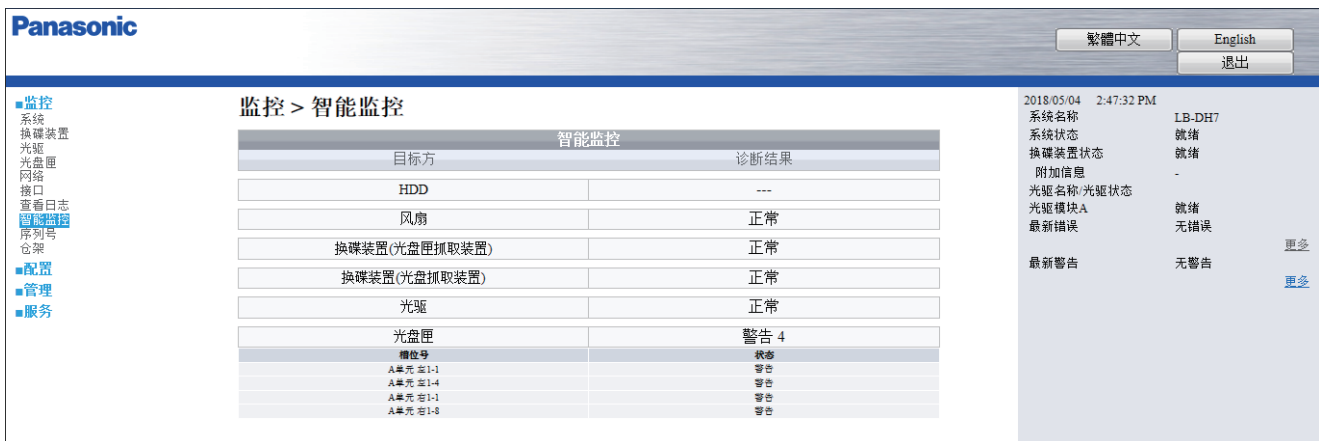 Panasonic
繁體中文 English
退出
■监控
系统
换碟装置
光驱
光盘匣
网络
接口
查看日志
智能监控
序列号
仓架
■配置
■管理
■服务
监控 > 智能监控
智能监控
目标方 诊断结果
HDD ---
风扇 正常
换碟装置(光盘匣抓取装置) 正常
换碟装置(光盘抓取装置) 正常
光驱 正常
光盘匣 警告 4
槽位号 状态
A单元 左1-1 警告
A单元 左1-4 警告
A单元 右1-1 警告
A单元 右1-8 警告
2018/05/04 2:47:32 PM
系统名称 LB-DH7
系统状态 就绪
换碟装置状态 就绪
附加信息 -
光驱名称/光驱状态
光驱模块A 就绪
最新错误 无错误
更多
最新警告 无警告
更多